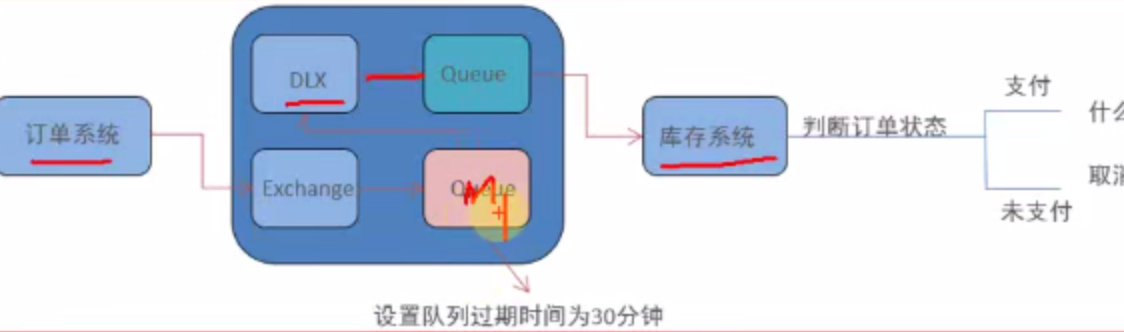 DLX
Queue
支付
什
订单系统
库存系统
判断订单状态
Exchange
Queue
取
未支付
设置队列过期时间为30分钟